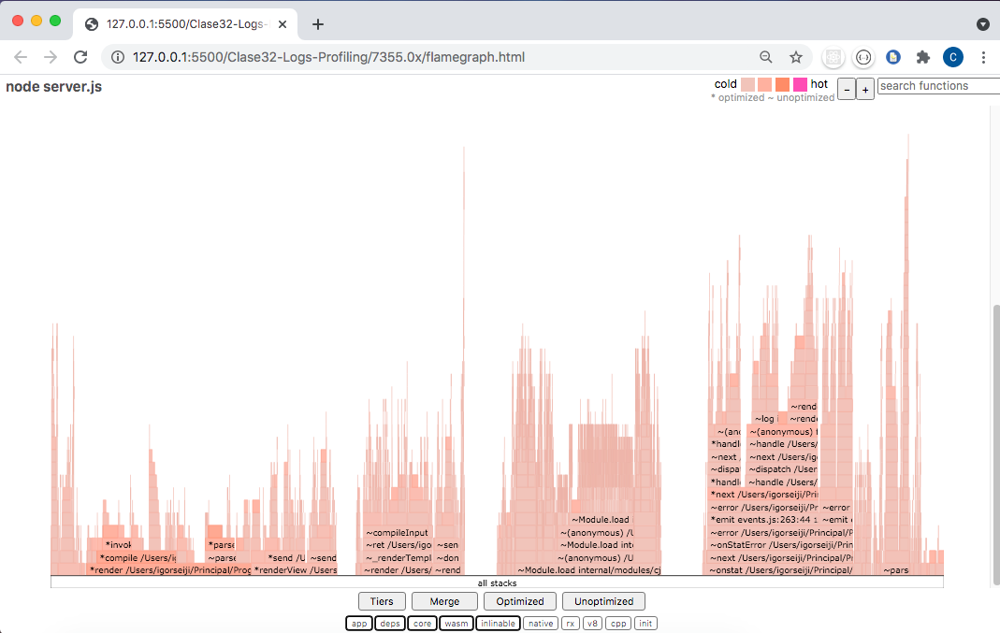 127.0.0.1:5500/Clase32-Logs-
127.0.0.1:5500/Clase32-Logs-Profiling/7355.0x/flamegraph.html
C
node server.js
cold hot
* optimized ~ unoptimized
- +
search functions
~rend
~log ~rende
~(ano ~(anonymous)
*handle ~handle /Users/
~next / ~next /Users/ig
~dispat ~dispatch /User
*handl ~handle /Users/
*next /Users/igorseiji/Prin
~error /Users/igorseiji/Pr ~error
~Module.load *emit events.js:263:44 ~emit
~compileInput ~(anonymous) /U ~error /Users/igorseiji/Prin
*invok *parse ~ret /Users/igo ~sen ~Module.load inte ~onStatError /Users/igorseiji/Prin
*compile /Users/ig ~parse *send /U ~send ~_renderTempl ~don ~(anonymous) /U ~next /Users/igorseiji/Principal/
*render /Users/igorseiji/Principal/Prog *renderView /Users ~render /Users/ ~rend ~Module.load internal/modules/cj ~onstat /Users/igorseiji/Principal/ ~pars
all stacks
Tiers Merge Optimized Unoptimized
app deps core wasm inlinable native rx v8 cpp init